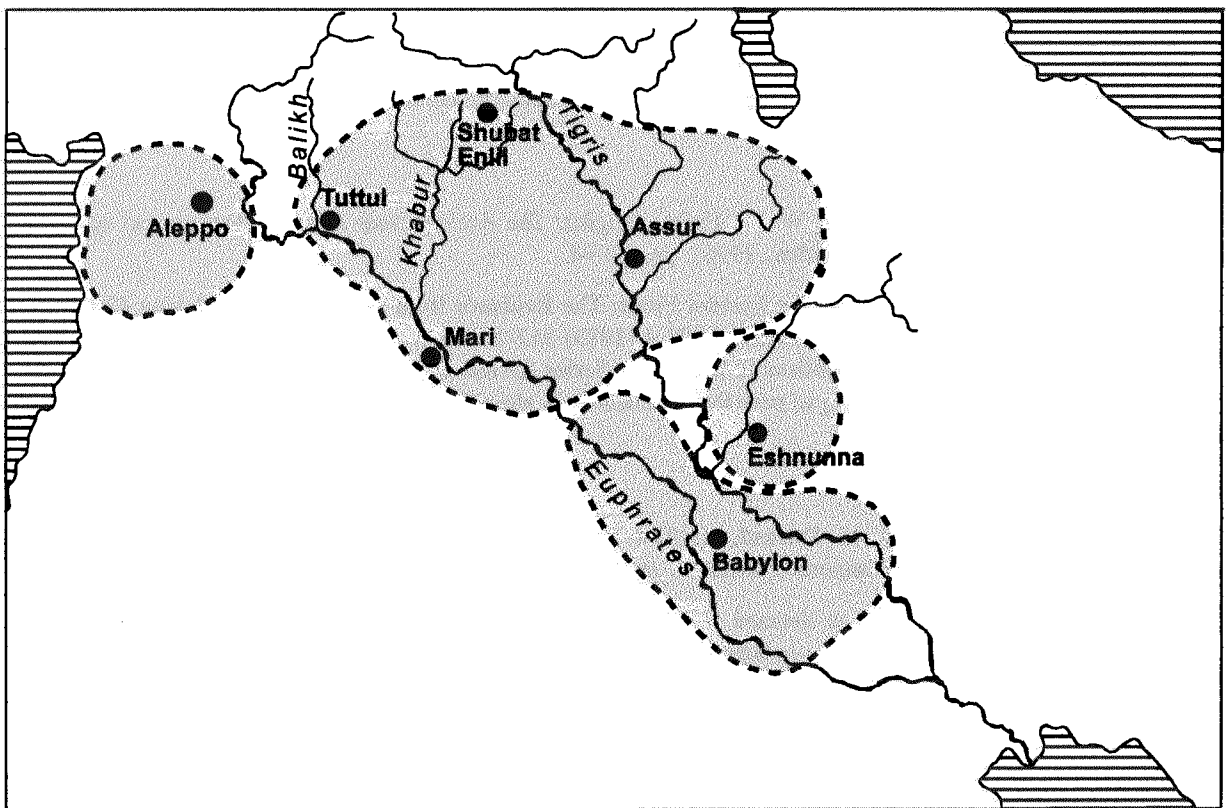 Balikh
Shubat
Enlil
Tigris
Tuttul
Khabur
Aleppo
Assur
Mari
Eshnunna
Euphrates
Babylon